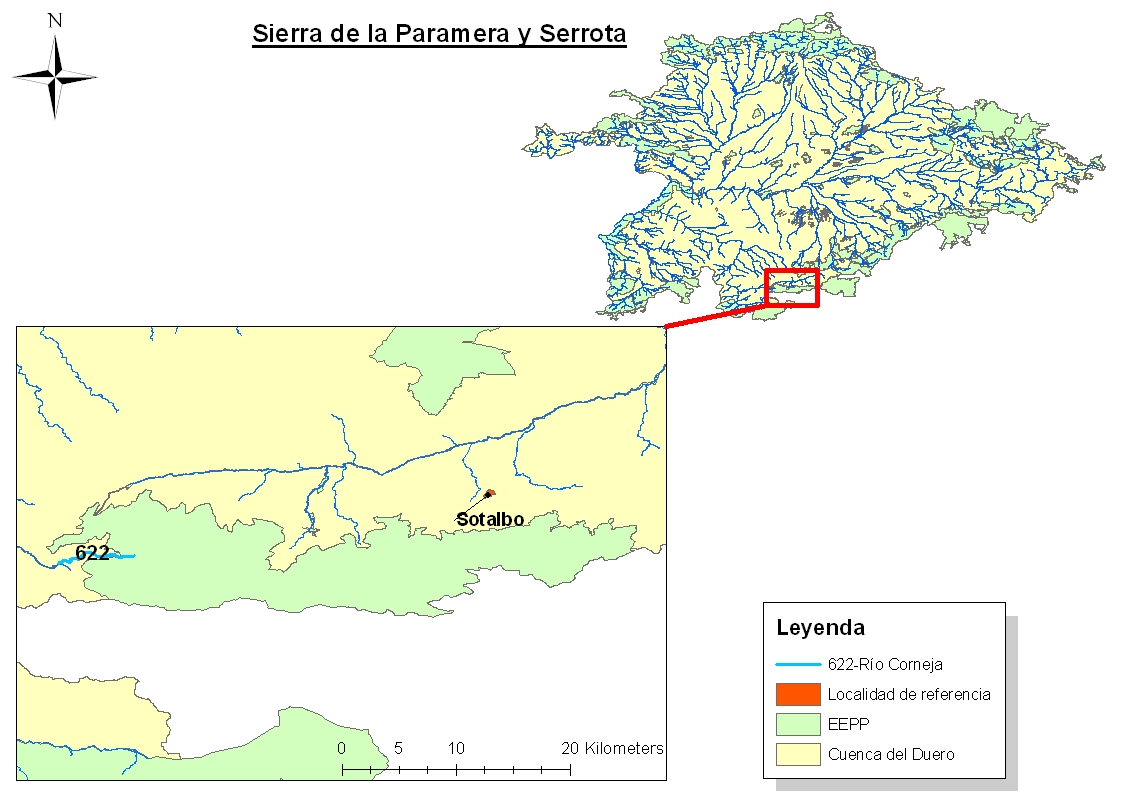 N
Sierra de la Paramera y Serrota
Sotalbo
622
0 5 10 20 Kilometers
Leyenda
622-Río Corneja
Localidad de referencia
EEPP
Cuenca del Duero